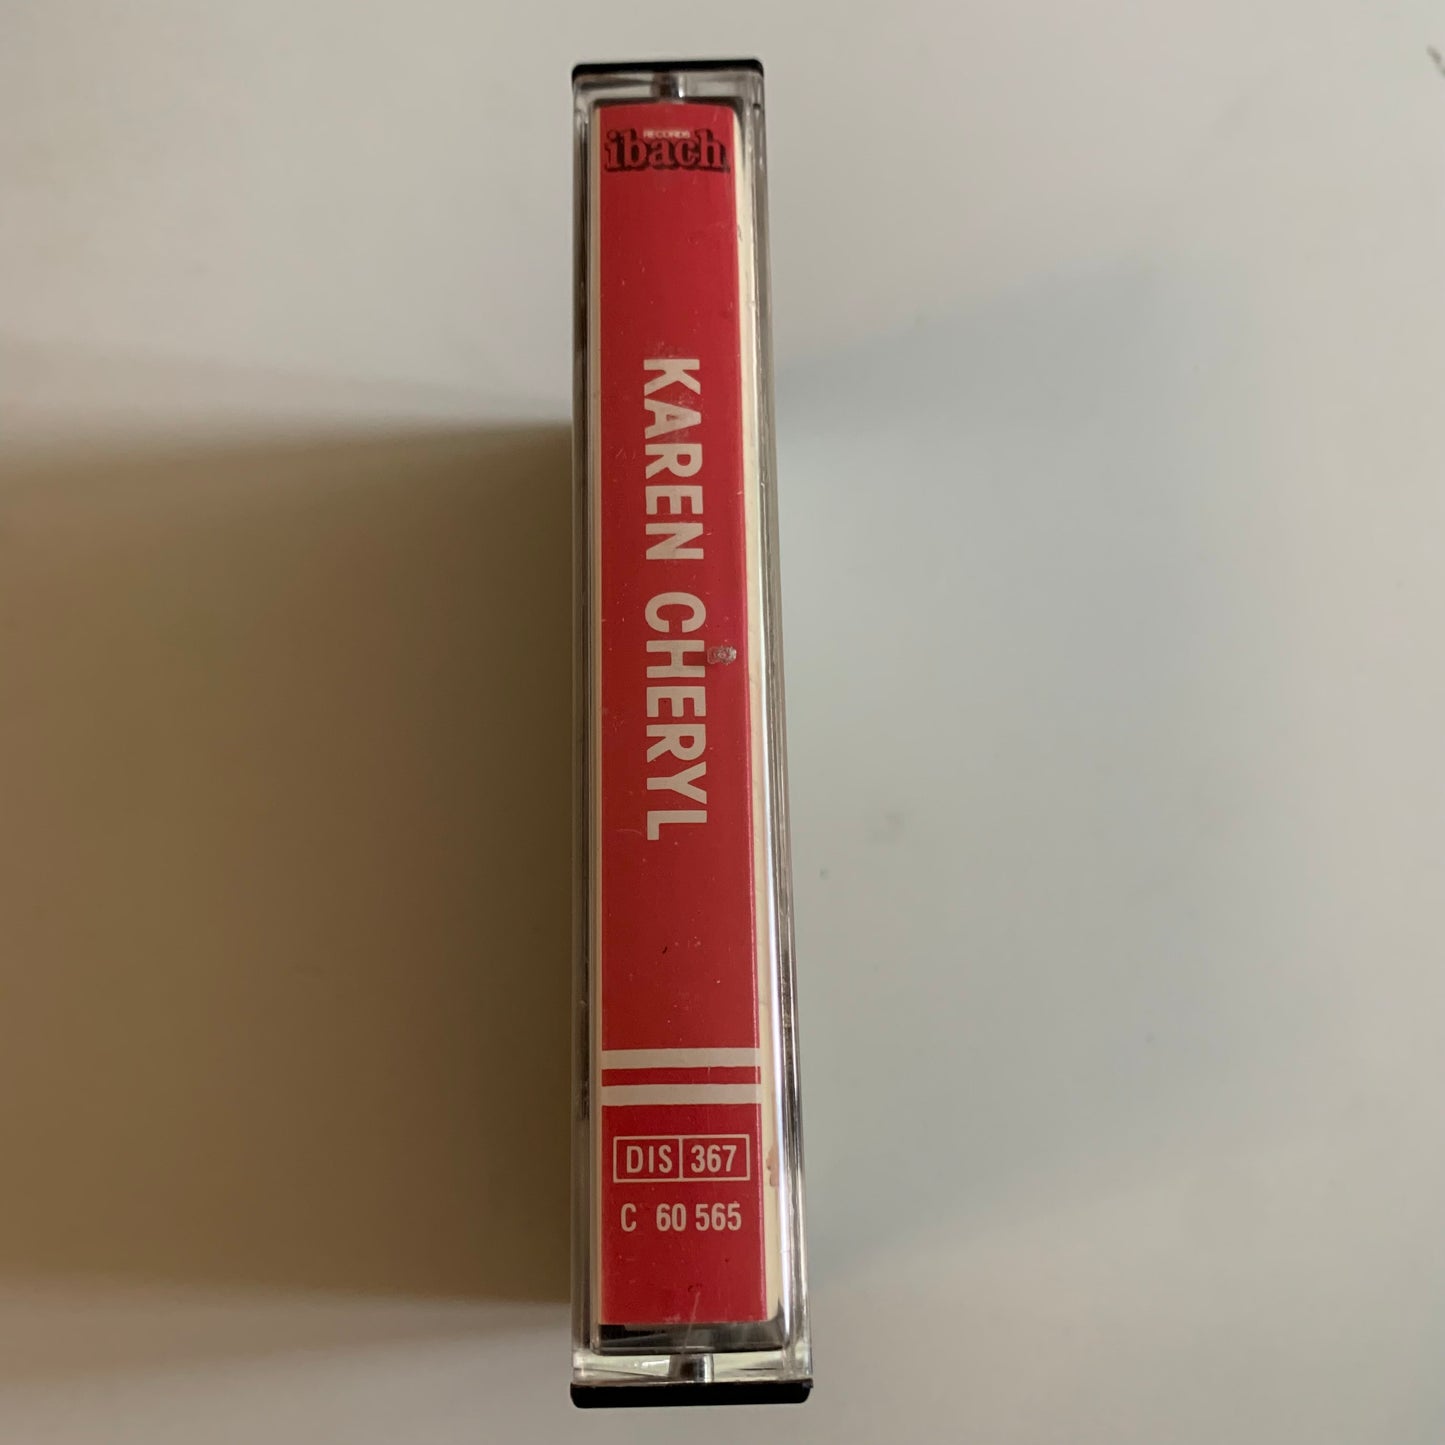 RECORDS
ibach
KAREN CHERYL
DIS 367
C 60 565